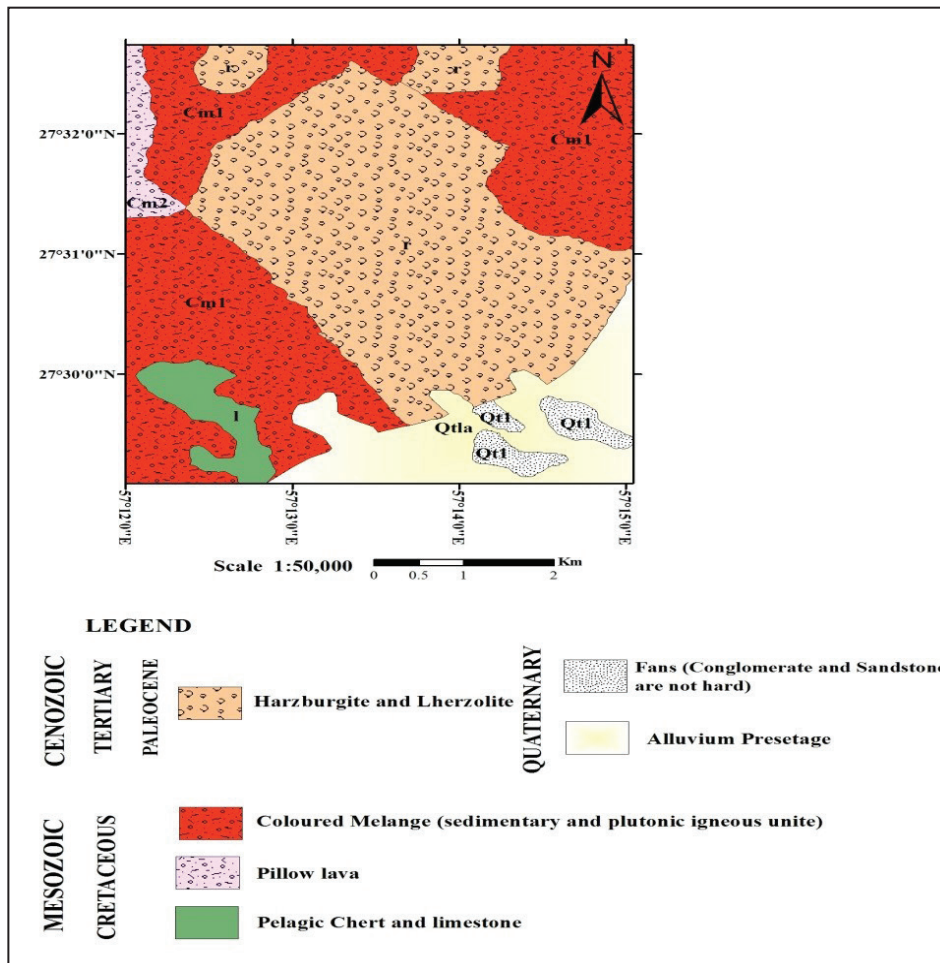 N
r
r
Cm1
Cm1
27°32'0"N
Cm2
27°31'0"N
r
Cm1
27°30'0"N
1
Qt1a
Qt1
Qt1
Qt1
57°12'0"E
57°13'0"E
57°14'0"E
57°15'0"E
Scale 1:50,000
Km
0 0.5 1 2
LEGEND
CENOZOIC
TERTIARY
PALEOCENE
Harzburgite and Lherzolite
QUATERNARY
Fans (Conglomerate and Sandstone
are not hard)
Alluvium Presetage
MESOZOIC
CRETACEOUS
Coloured Melange (sedimentary and plutonic igneous unite)
Pillow lava
Pelagic Chert and limestone